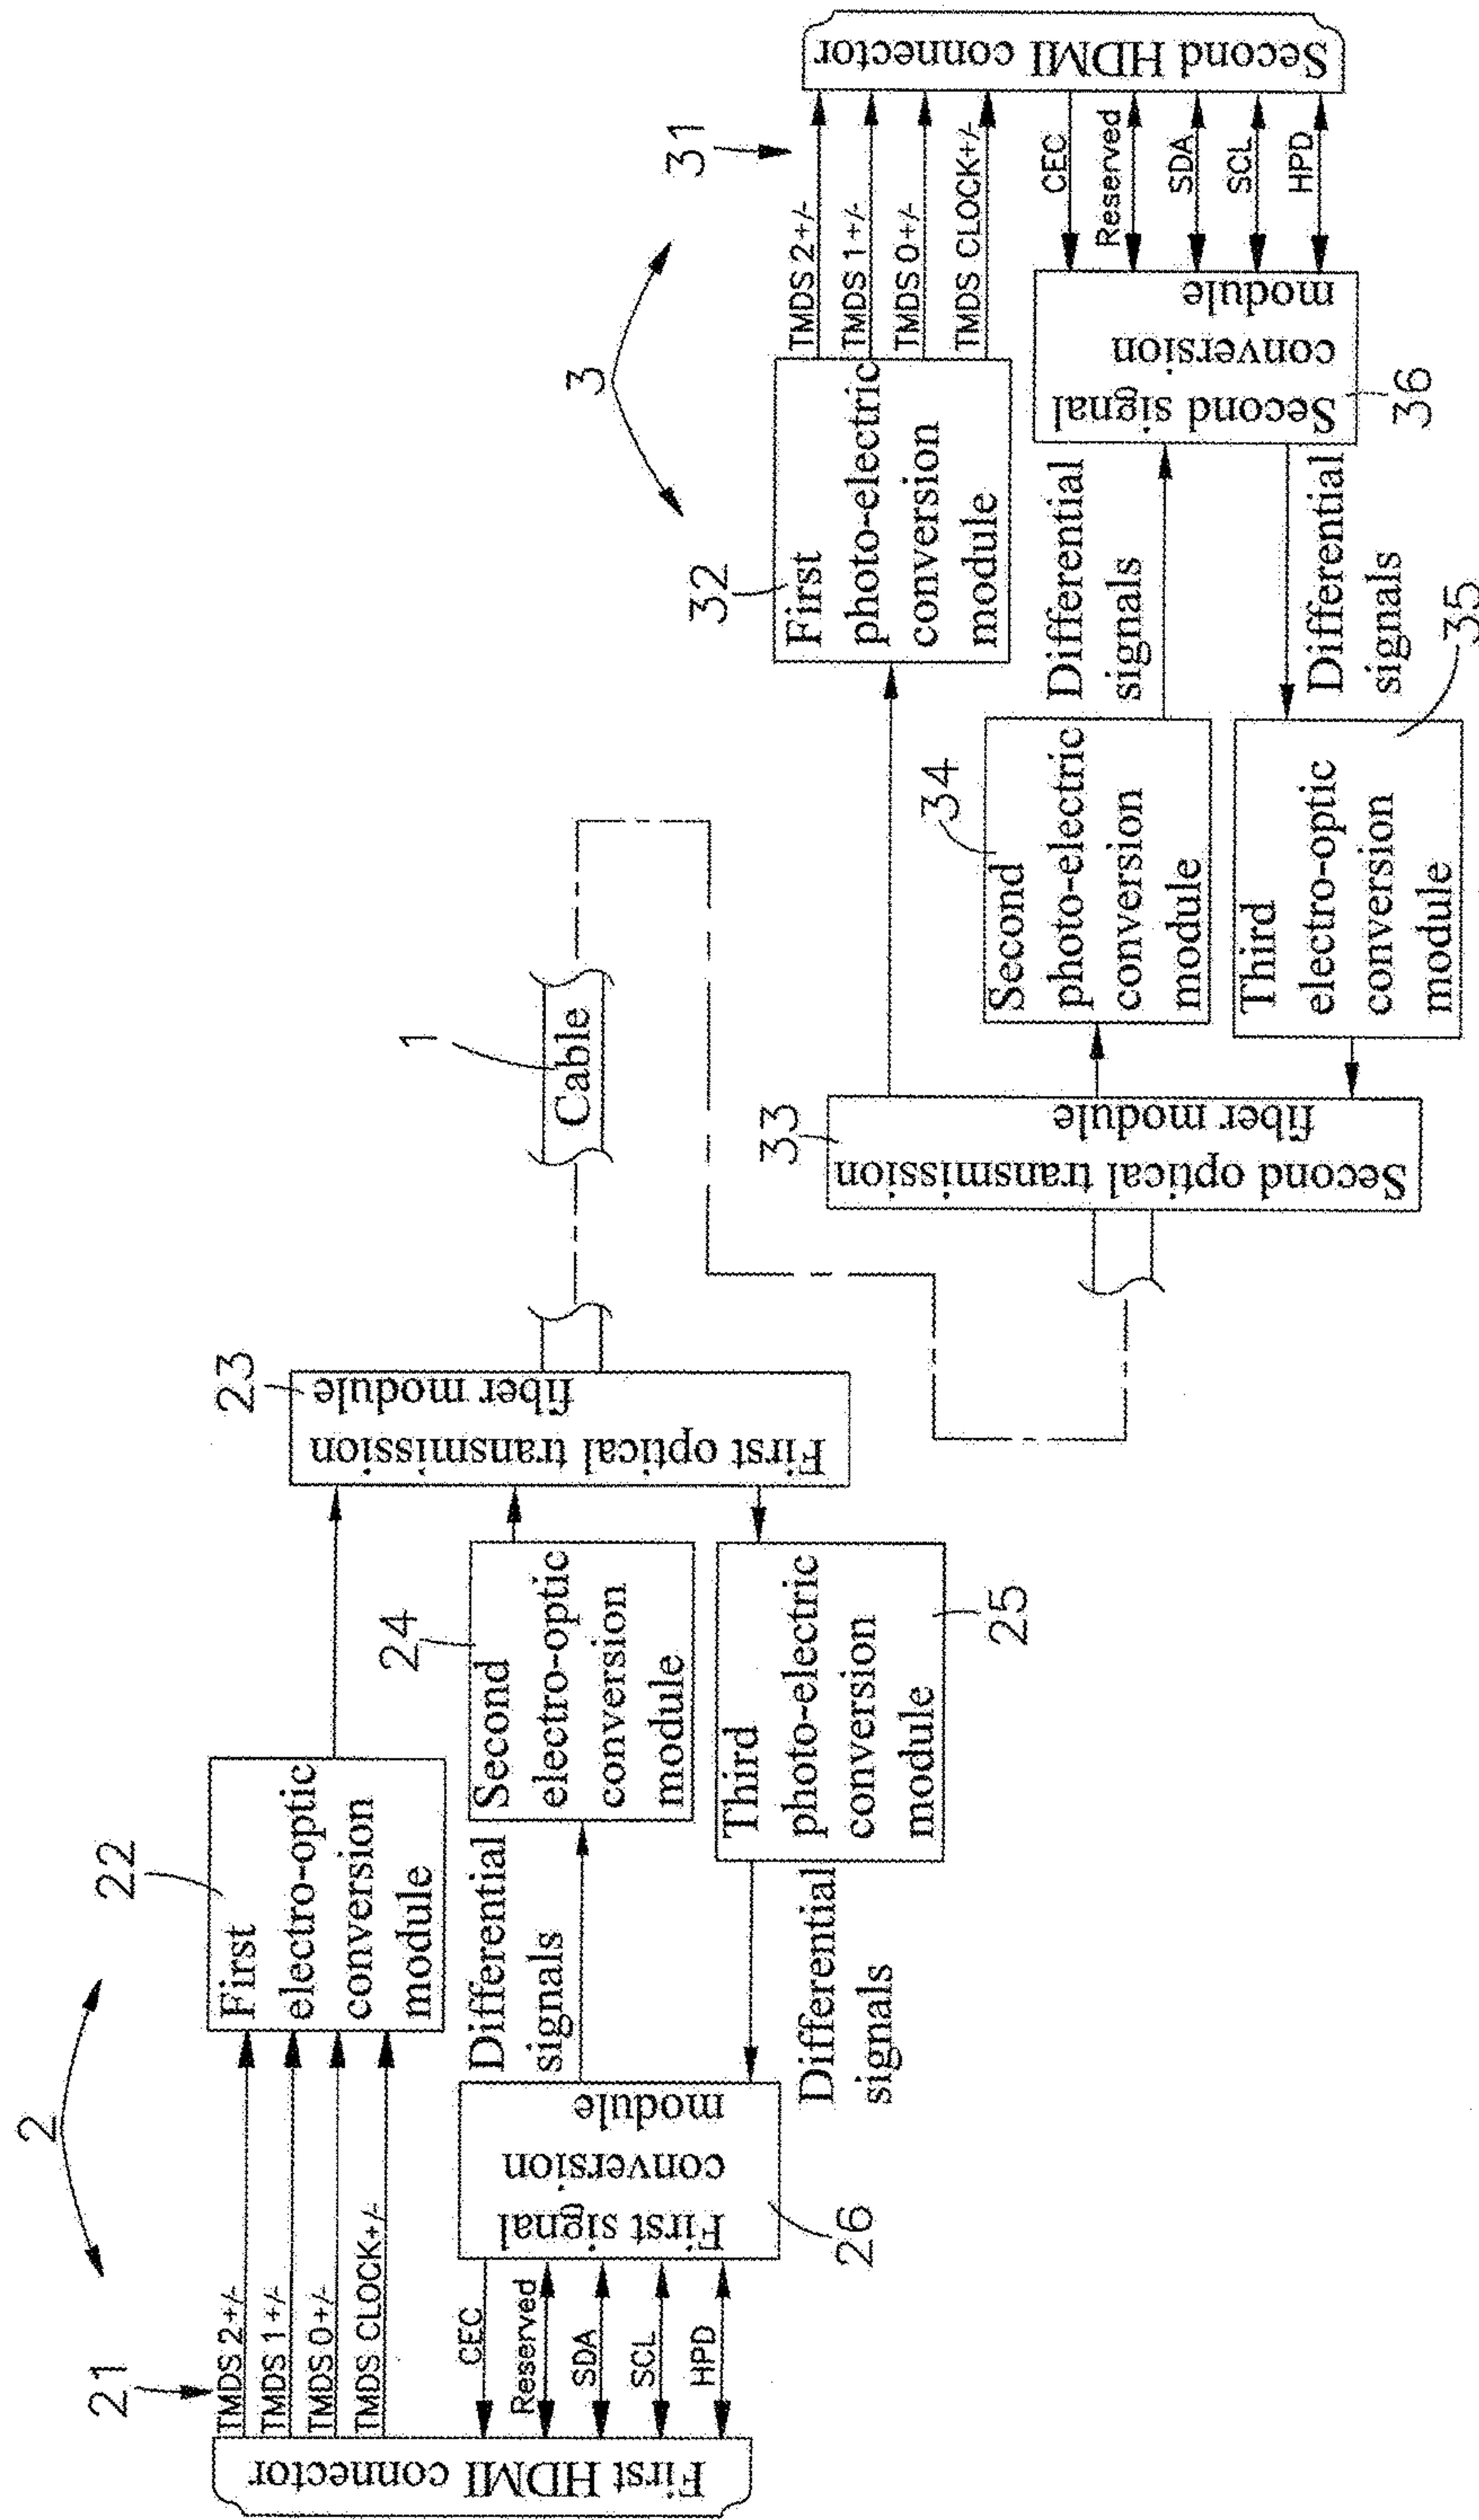 2
21
TMDS 2+/-
TMDS 1+/-
TMDS 0+/-
TMDS CLOCK+/-
First HDMI connector
CEC
Reserved
SDA
SCL
HPD
22
First
electro-optic
conversion
module
First signal
conversion
module
26
Differential
signals
Differential
signals
24
Second
electro-optic
conversion
module
Third
photo-electric
conversion
module
25
23
First optical transmission
fiber module
1
Cable
33
Second optical transmission
fiber module
3
32
First
photo-electric
conversion
module
34
Second
photo-electric
conversion
module
Third
electro-optic
conversion
module
35
Differential
signals
Differential
signals
Second signal
conversion
module
36
31
TMDS 2+/-
TMDS 1+/-
TMDS 0+/-
TMDS CLOCK+/-
CEC
Reserved
SDA
SCL
HPD
Second HDMI connector